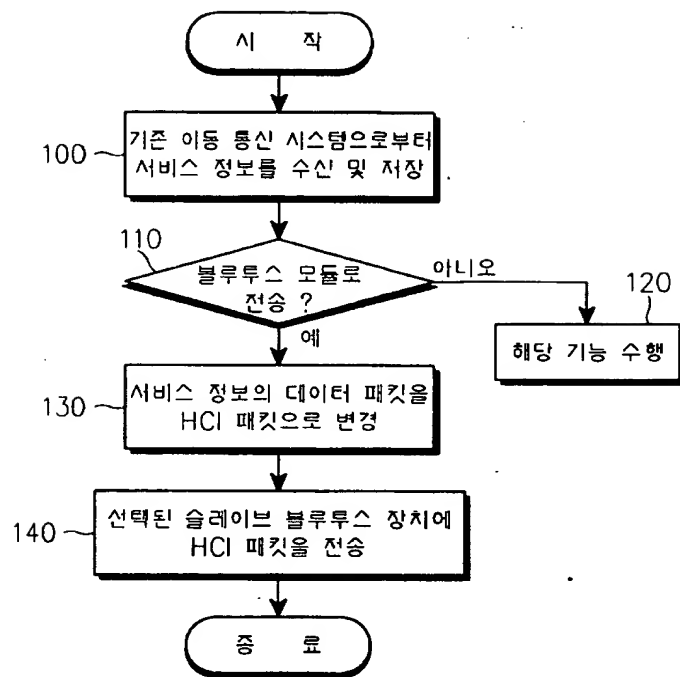 시 작
100
기존 이동 통신 시스템으로부터
서비스 정보를 수산 및 저장
110
블루투스 모듈로
전송 ?
아니오
예
120
해당 기능 수행
130
서비스 정보의 데이터 패킷을
HCI 패킷으로 변경
140
선택된 슬레이브 블루투스 장치에
HCI 패킷을 전송
종 료